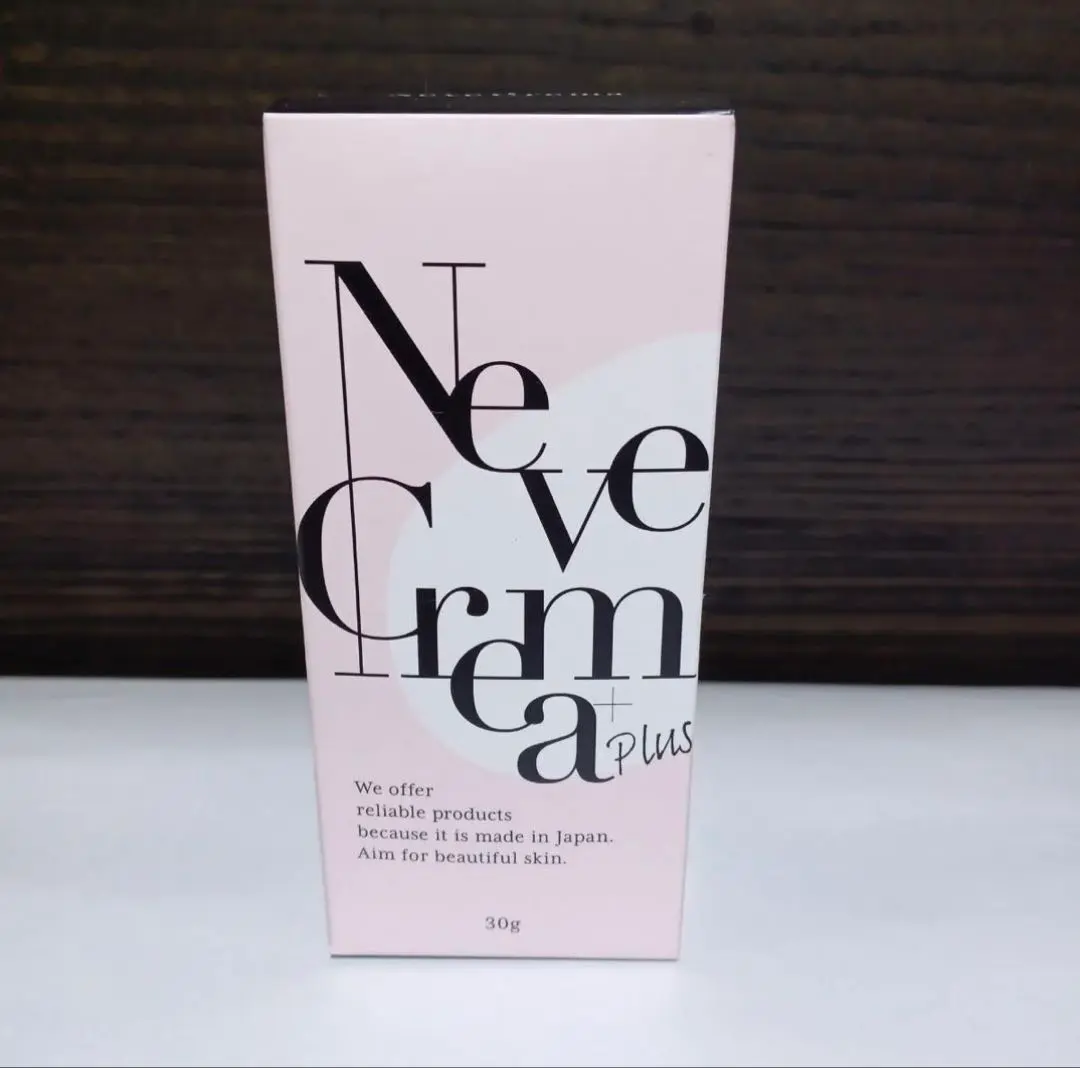 Neve
Crema
+
plus
We offer
reliable products
because it is made in Japan.
Aim for beautiful skin.
30g